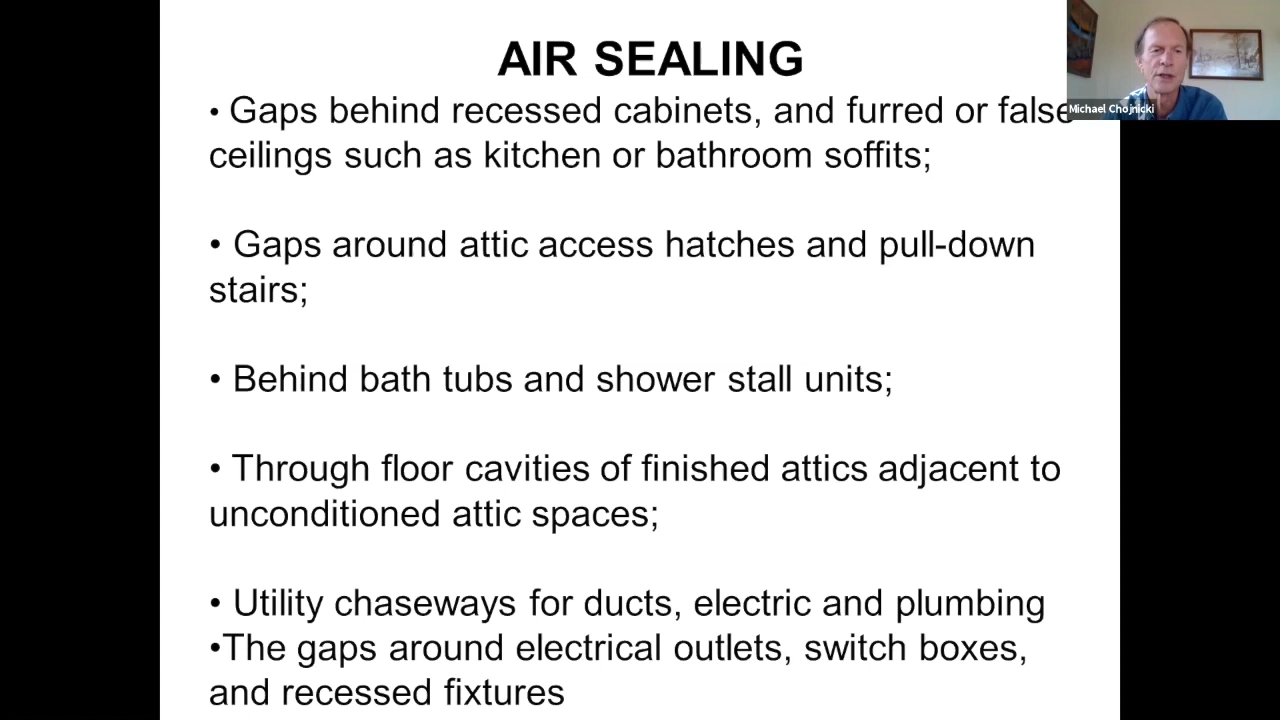 AIR SEALING
• Gaps behind recessed cabinets, and furred or false
ceilings such as kitchen or bathroom soffits;
• Gaps around attic access hatches and pull-down
stairs;
• Behind bath tubs and shower stall units;
• Through floor cavities of finished attics adjacent to
unconditioned attic spaces;
• Utility chaseways for ducts, electric and plumbing
•The gaps around electrical outlets, switch boxes,
and recessed fixtures
Michael Chojnicki